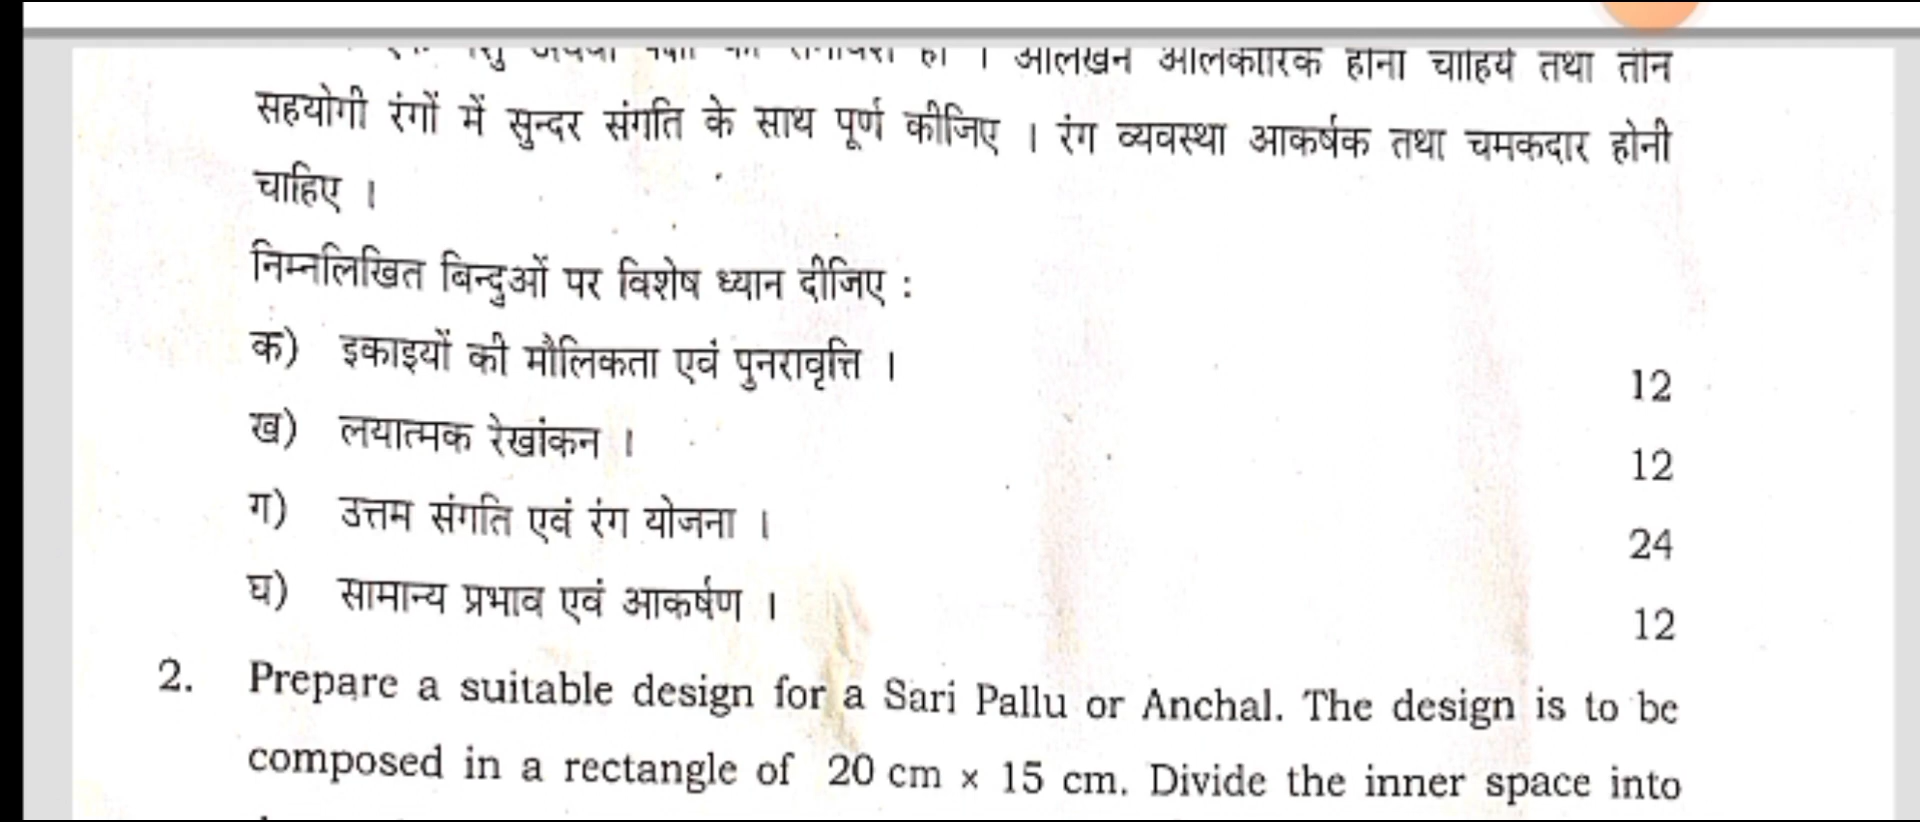 हो । आलेखन आलंकारिक होना चाहिये तथा तीन
सहयोगी रंगों में सुन्दर संगति के साथ पूर्ण कीजिए । रंग व्यवस्था आकर्षक तथा चमकदार होनी
चाहिए ।
निम्नलिखित बिन्दुओं पर विशेष ध्यान दीजिए :
क) इकाइयों की मौलिकता एवं पुनरावृत्ति । 12
ख) लयात्मक रेखांकन । 12
ग) उत्तम संगति एवं रंग योजना । 24
घ) सामान्य प्रभाव एवं आकर्षण । 12
2. Prepare a suitable design for a Sari Pallu or Anchal. The design is to be
composed in a rectangle of 20 cm × 15 cm. Divide the inner space into